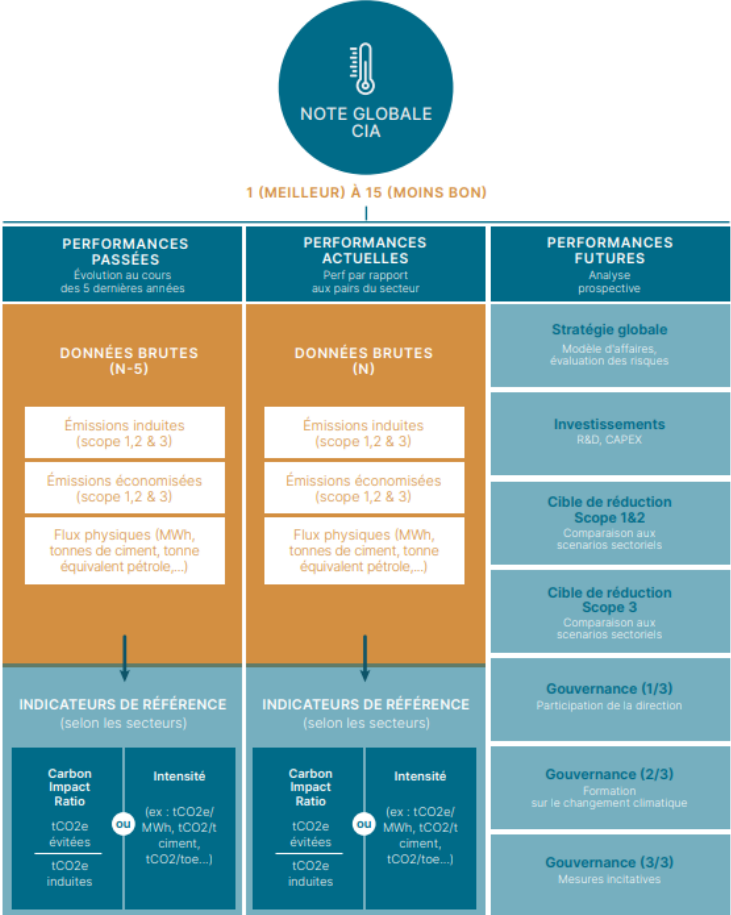 NOTE GLOBALE
CIA
1 (MEILLEUR) À 15 (MOINS BON)
PERFORMANCES
PASSÉES
Évolution au cours
des 5 dernières années
DONNÉES BRUTES
(N-5)
Émissions induites
(scope 1,2 & 3)
Émissions économisées
(scope 1,2 & 3)
Flux physiques (MWh,
tonnes de ciment, tonne
équivalent pétrole,...)
INDICATEURS DE RÉFÉRENCE
(selon les secteurs)
Carbon
Impact
Ratio
tCO2e
évitées
tCO2e
induites
ou
Intensité
(ex : tCO2e/
MWh, tCO2/t
ciment,
tCO2/toe...)
PERFORMANCES
ACTUELLES
Perf par rapport
aux pairs du secteur
DONNÉES BRUTES
(N)
Émissions induites
(scope 1,2 & 3)
Émissions économisées
(scope 1,2 & 3)
Flux physiques (MWh,
tonnes de ciment, tonne
équivalent pétrole,...)
INDICATEURS DE RÉFÉRENCE
(selon les secteurs)
Carbon
Impact
Ratio
tCO2e
évitées
tCO2e
induites
ou
Intensité
(ex : tCO2e/
MWh, tCO2/t
ciment,
tCO2/toe...)
PERFORMANCES
FUTURES
Analyse
prospective
Stratégie globale
Modèle d'affaires,
évaluation des risques
Investissements
R&D, CAPEX
Cible de réduction
Scope 1&2
Comparaison aux
scenarios sectoriels
Cible de réduction
Scope 3
Comparaison aux
scenarios sectoriels
Gouvernance (1/3)
Participation de la direction
Gouvernance (2/3)
Formation
sur le changement climatique
Gouvernance (3/3)
Mesures incitatives